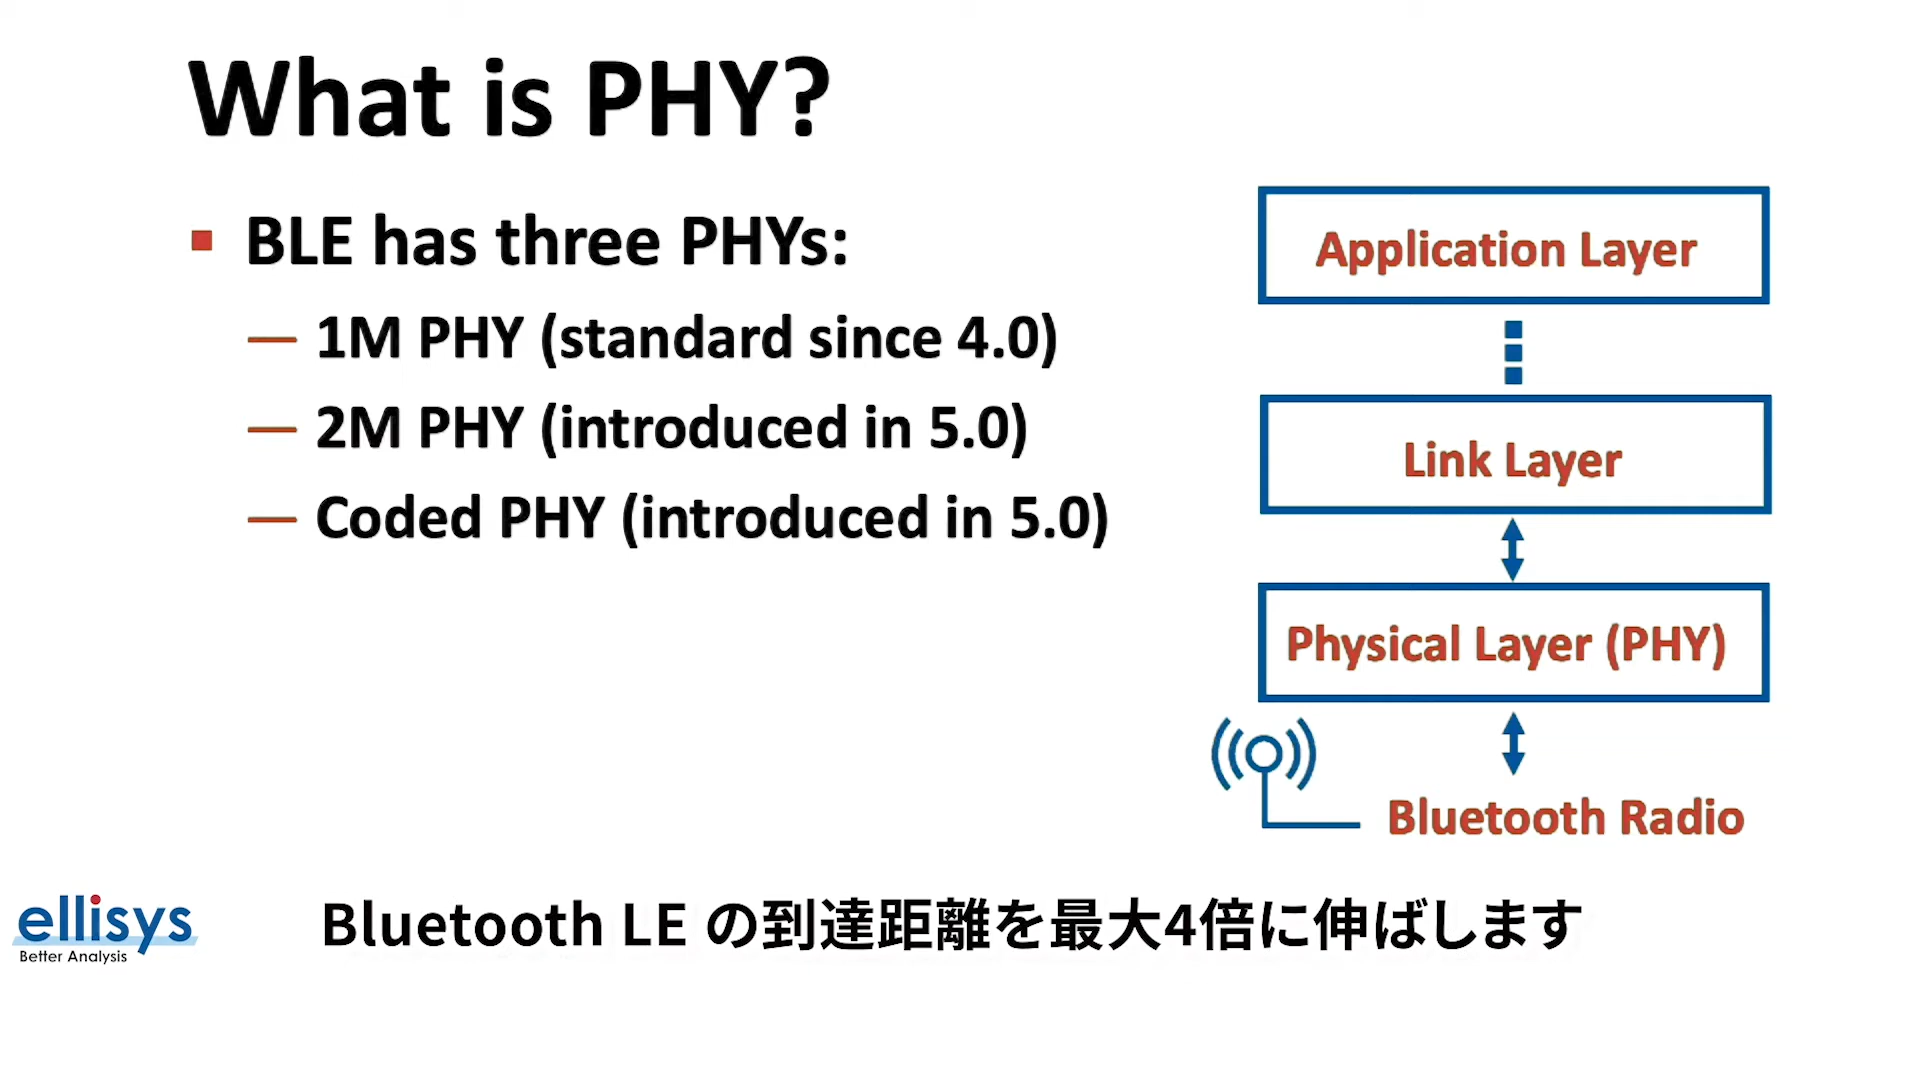 What is PHY?
BLE has three PHYs:
— 1M PHY (standard since 4.0)
— 2M PHY (introduced in 5.0)
— Coded PHY (introduced in 5.0)
Application Layer
Link Layer
Physical Layer (PHY)
Bluetooth Radio
ellisys
Better Analysis
Bluetooth LE の到達距離を最大4倍に伸ばします